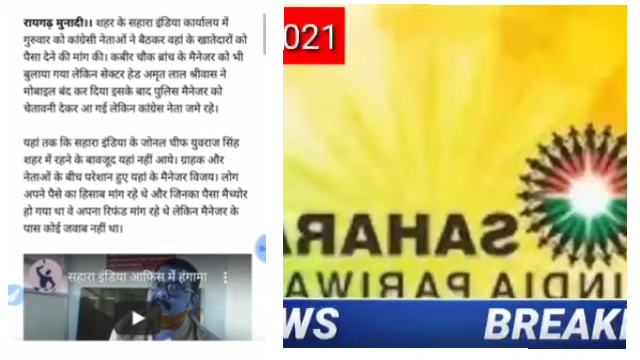 रायगढ़ मुनादी।। शहर के सहारा इंडिया कार्यालय में
गुरुवार को कांग्रेसी नेताओं ने बैठकर वहां के खातेदारों को
पैसा देने की मांग की। कबीर चौक ब्रांच के मैनेजर को भी
बुलाया गया लेकिन सेक्टर हेड अमृत लाल श्रीवास ने
मोबाइल बंद कर दिया इसके बाद पुलिस मैनेजर को
चेतावनी देकर आ गई लेकिन कांग्रेस नेता जमे रहे।
यहां तक कि सहारा इंडिया के जोनल चीफ युवराज सिंह
शहर में रहने के बावजूद यहां नहीं आये। ग्राहक और
नेताओं के बीच परेशान हुए यहां के मैनेजर विजय। लोग
अपने पैसे का हिसाब मांग रहे थे और जिनका पैसा मैच्योर
हो गया था वे अपना रिफंड मांग रहे थे लेकिन मैनेजर के
पास कोई जवाब नहीं था।
सहारा इंडिया आफिस में हंगामा
021
SAHARA
INDIA PARIWA
WS BREAKI